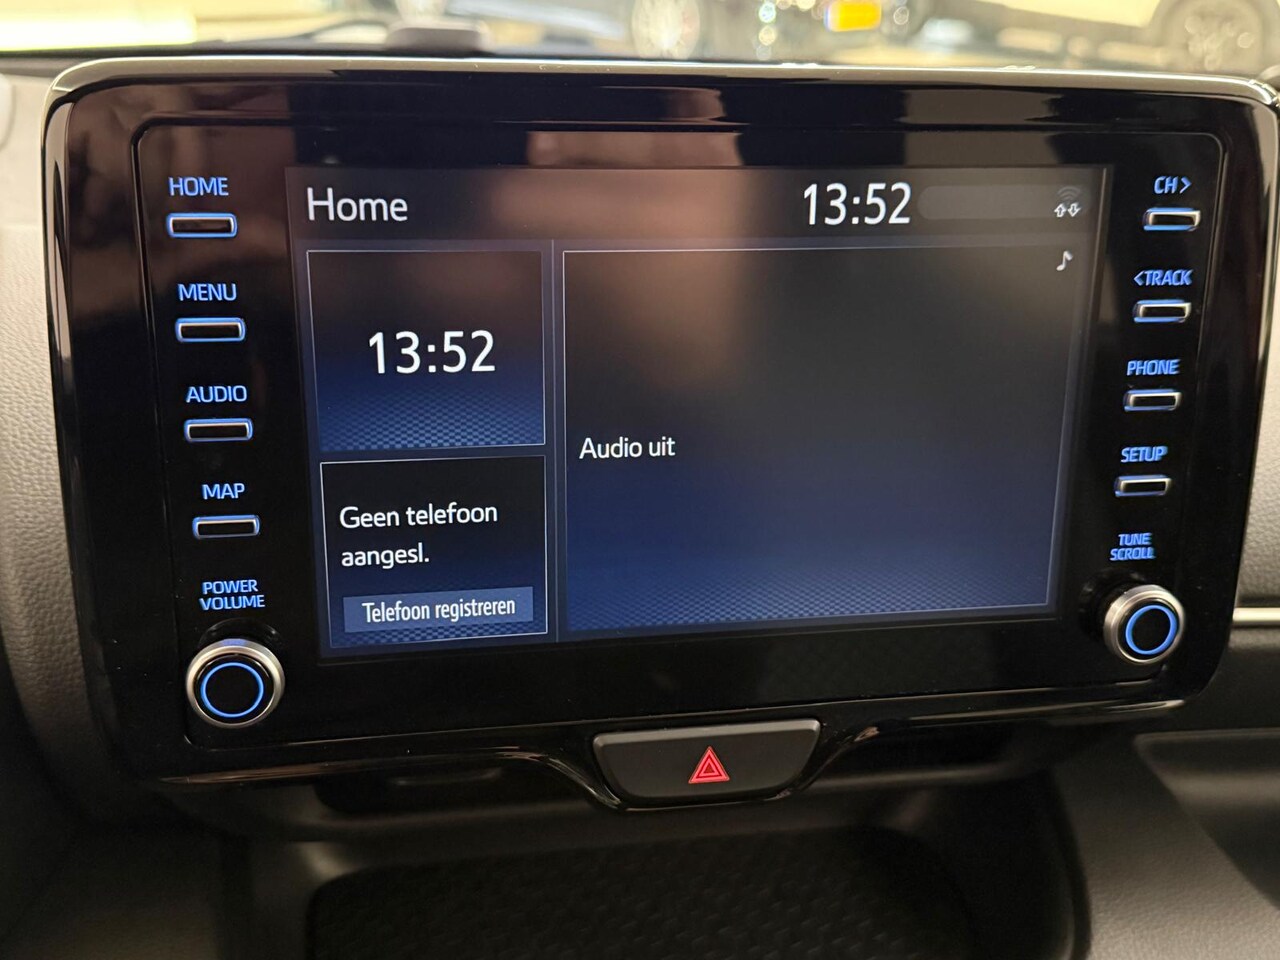 HOME
MENU
AUDIO
MAP
POWER
VOLUME
Home
13:52
13:52
Geen telefoon
aangesl.
Telefoon registreren
Audio uit
CH>
<TRACK
PHONE
SETUP
TUNE
SCROLL